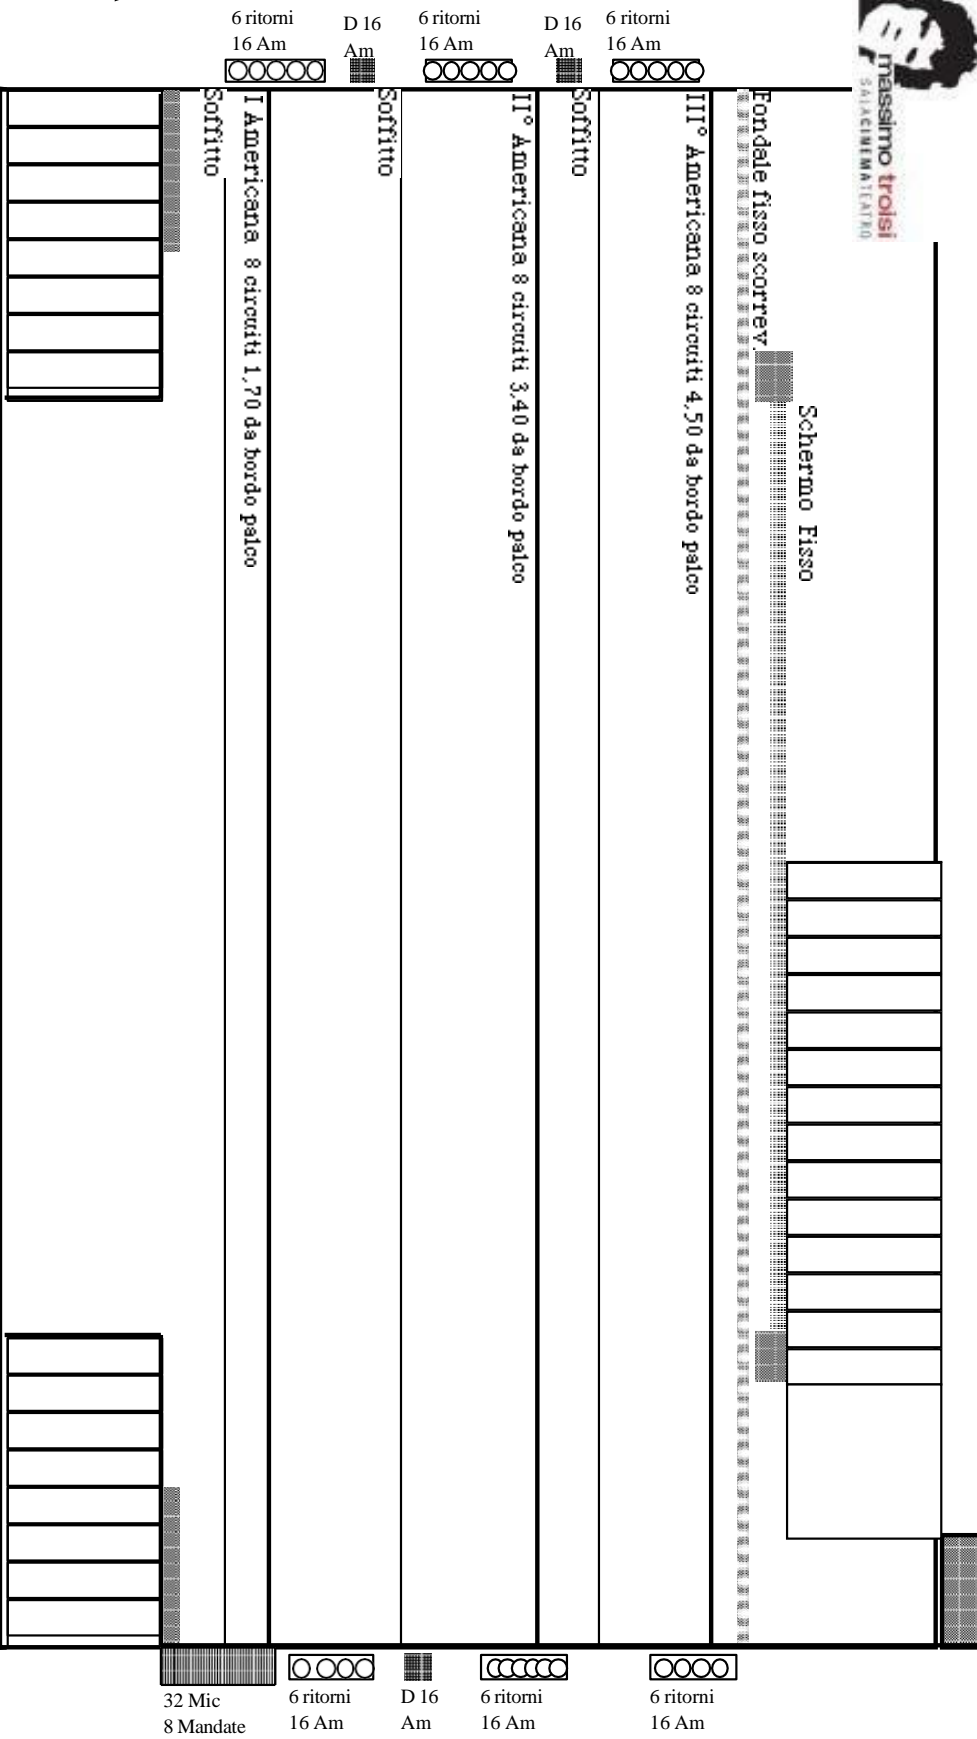 6 ritorni
16 Am
D 16
Am
6 ritorni
16 Am
D 16
Am
6 ritorni
16 Am
massimo troisi
SALACINEMATEATRO
Soffitto
I Americana 8 circuiti 1,70 da bordo palco
Soffitto
II° Americana 8 circuiti 3,40 da bordo palco
Soffitto
III° Americana 8 circuiti 4,50 da bordo palco
Fondale fisso scorrev.
Schermo Fisso
32 Mic
8 Mandate
6 ritorni
16 Am
D 16
Am
6 ritorni
16 Am
6 ritorni
16 Am